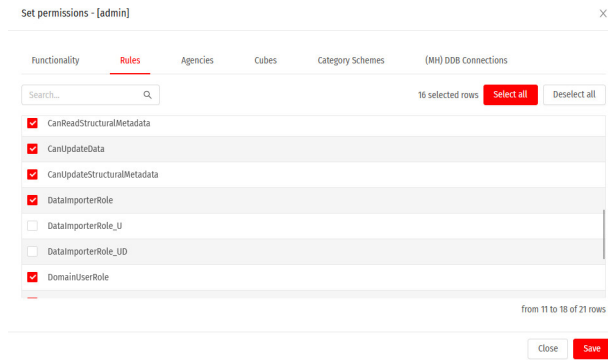 Set permissions - [admin]
Functionality Rules Agencies Cubes Category Schemes (MH) DDB Connections
Search... 16 selected rows Select all Deselect all
CanReadStructuralMetadata
CanUpdateData
CanUpdateStructuralMetadata
DataImporterRole
DataImporterRole_U
DataImporterRole_UD
DomainUserRole
from 11 to 18 of 21 rows
Close Save